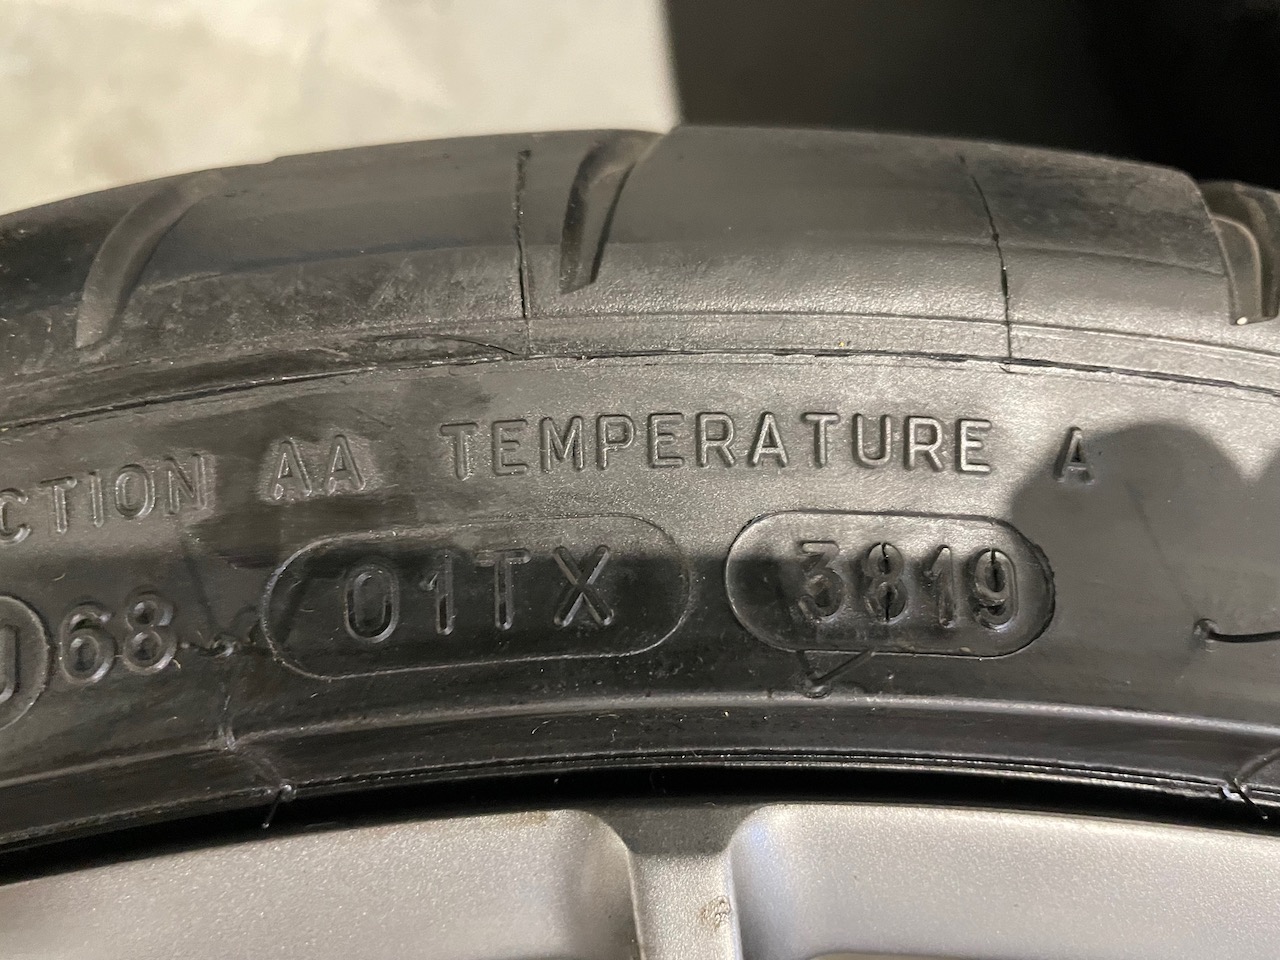 CTION AA TEMPERATURE A
68 01TX 3819